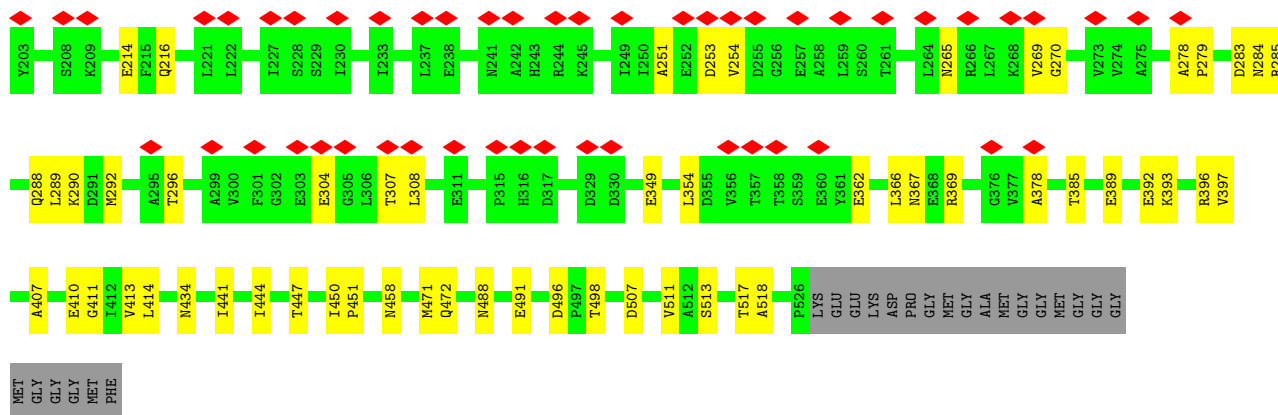 Y203 S208 K209 E214 F215 Q216 L221 L222 I227 S228 S229 I230 I233 L237 E238 N241 A242 H243 R244 K245 I249 I250 A251 E252 D253 V254 D255 G256 E257 A258 L259 S260 T261 L264 N265 R266 L267 K268 V269 G270 V273 V274 A275 A278 P279 D283 N284 R285
Q288 L289 K290 D291 M292 A295 T296 A299 V300 F301 G302 E303 E304 G305 L306 T307 L308 E311 P315 H316 D317 D329 D330 E349 L354 D355 V356 T357 T358 S359 E360 Y361 E362 L366 N367 E368 R369 G376 V377 A378 T385 E389 E392 K393 R396 V397
A407 E410 G411 I412 V413 L414 N434 I441 I444 T447 I450 P451 N458 M471 Q472 N488 E491 D496 P497 T498 D507 V511 A512 S513 T517 A518 P526 LYS GLU GLU LYS ASP PRO GLY MET GLY ALA MET GLY GLY MET GLY GLY GLY
MET GLY GLY GLY MET PHE